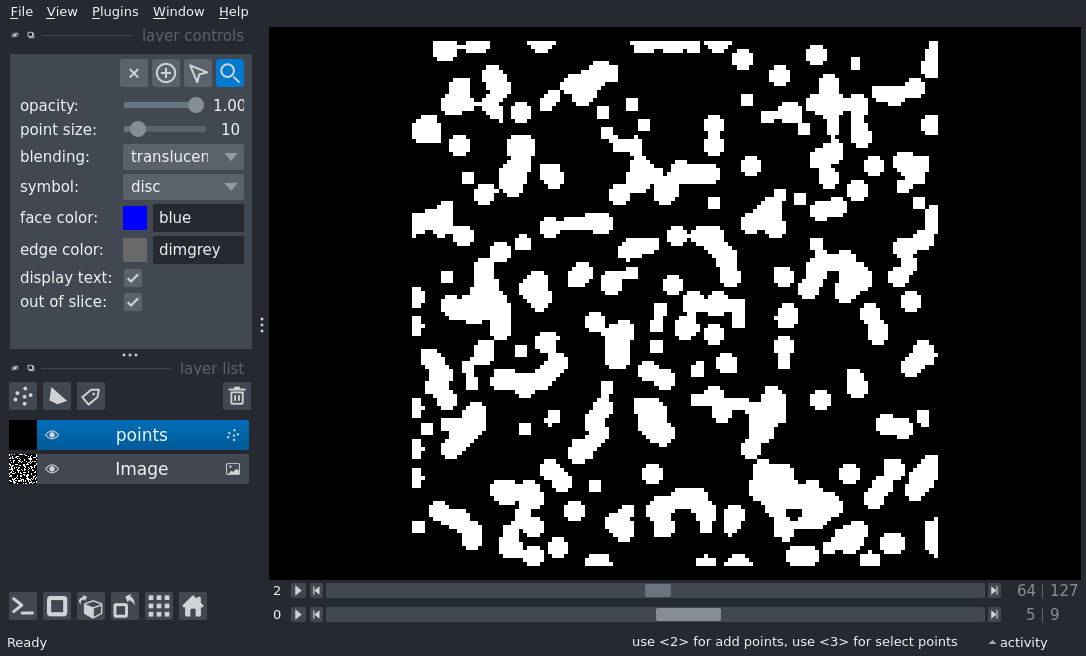 File View Plugins Window Help
layer controls
opacity: 1.00
point size: 10
blending: translucen
symbol: disc
face color: blue
edge color: dimgrey
display text:
out of slice:
layer list
points
Image
2 64 | 127
0 5 | 9
Ready use <2> for add points, use <3> for select points activity